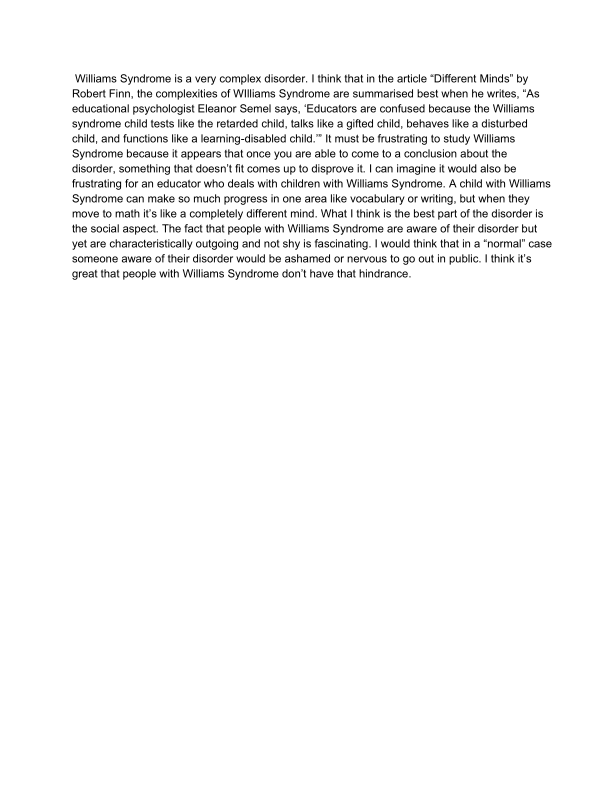 Williams Syndrome is a very complex disorder. I think that in the article “Different Minds” by
Robert Finn, the complexities of WIlliams Syndrome are summarised best when he writes, “As
educational psychologist Eleanor Semel says, ‘Educators are confused because the Williams
syndrome child tests like the retarded child, talks like a gifted child, behaves like a disturbed
child, and functions like a learning-disabled child.’” It must be frustrating to study Williams
Syndrome because it appears that once you are able to come to a conclusion about the
disorder, something that doesn’t fit comes up to disprove it. I can imagine it would also be
frustrating for an educator who deals with children with Williams Syndrome. A child with Williams
Syndrome can make so much progress in one area like vocabulary or writing, but when they
move to math it’s like a completely different mind. What I think is the best part of the disorder is
the social aspect. The fact that people with Williams Syndrome are aware of their disorder but
yet are characteristically outgoing and not shy is fascinating. I would think that in a “normal” case
someone aware of their disorder would be ashamed or nervous to go out in public. I think it’s
great that people with Williams Syndrome don’t have that hindrance.